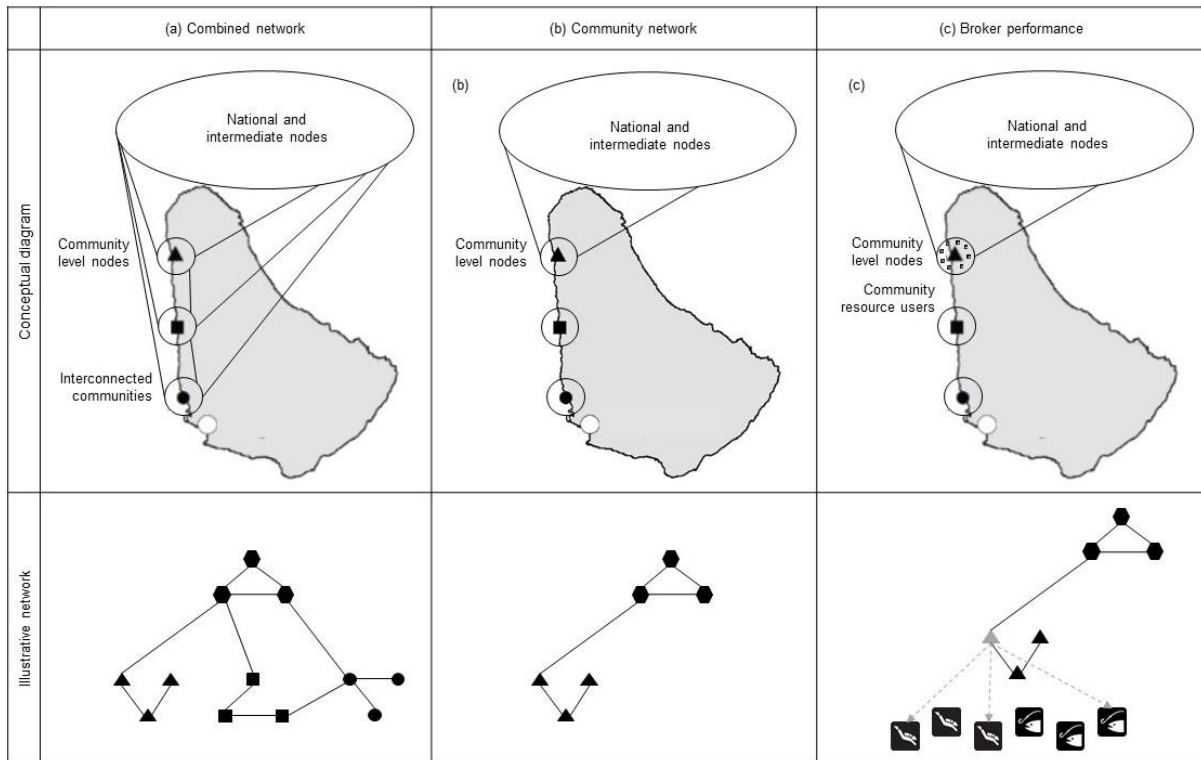 (a) Combined network
(b) Community network
(c) Broker performance
Conceptual diagram
National and
intermediate nodes
Community
level nodes
Interconnected
communities
(b)
National and
intermediate nodes
Community
level nodes
(c)
National and
intermediate nodes
Community
level nodes
Community
resource users
Illustrative network